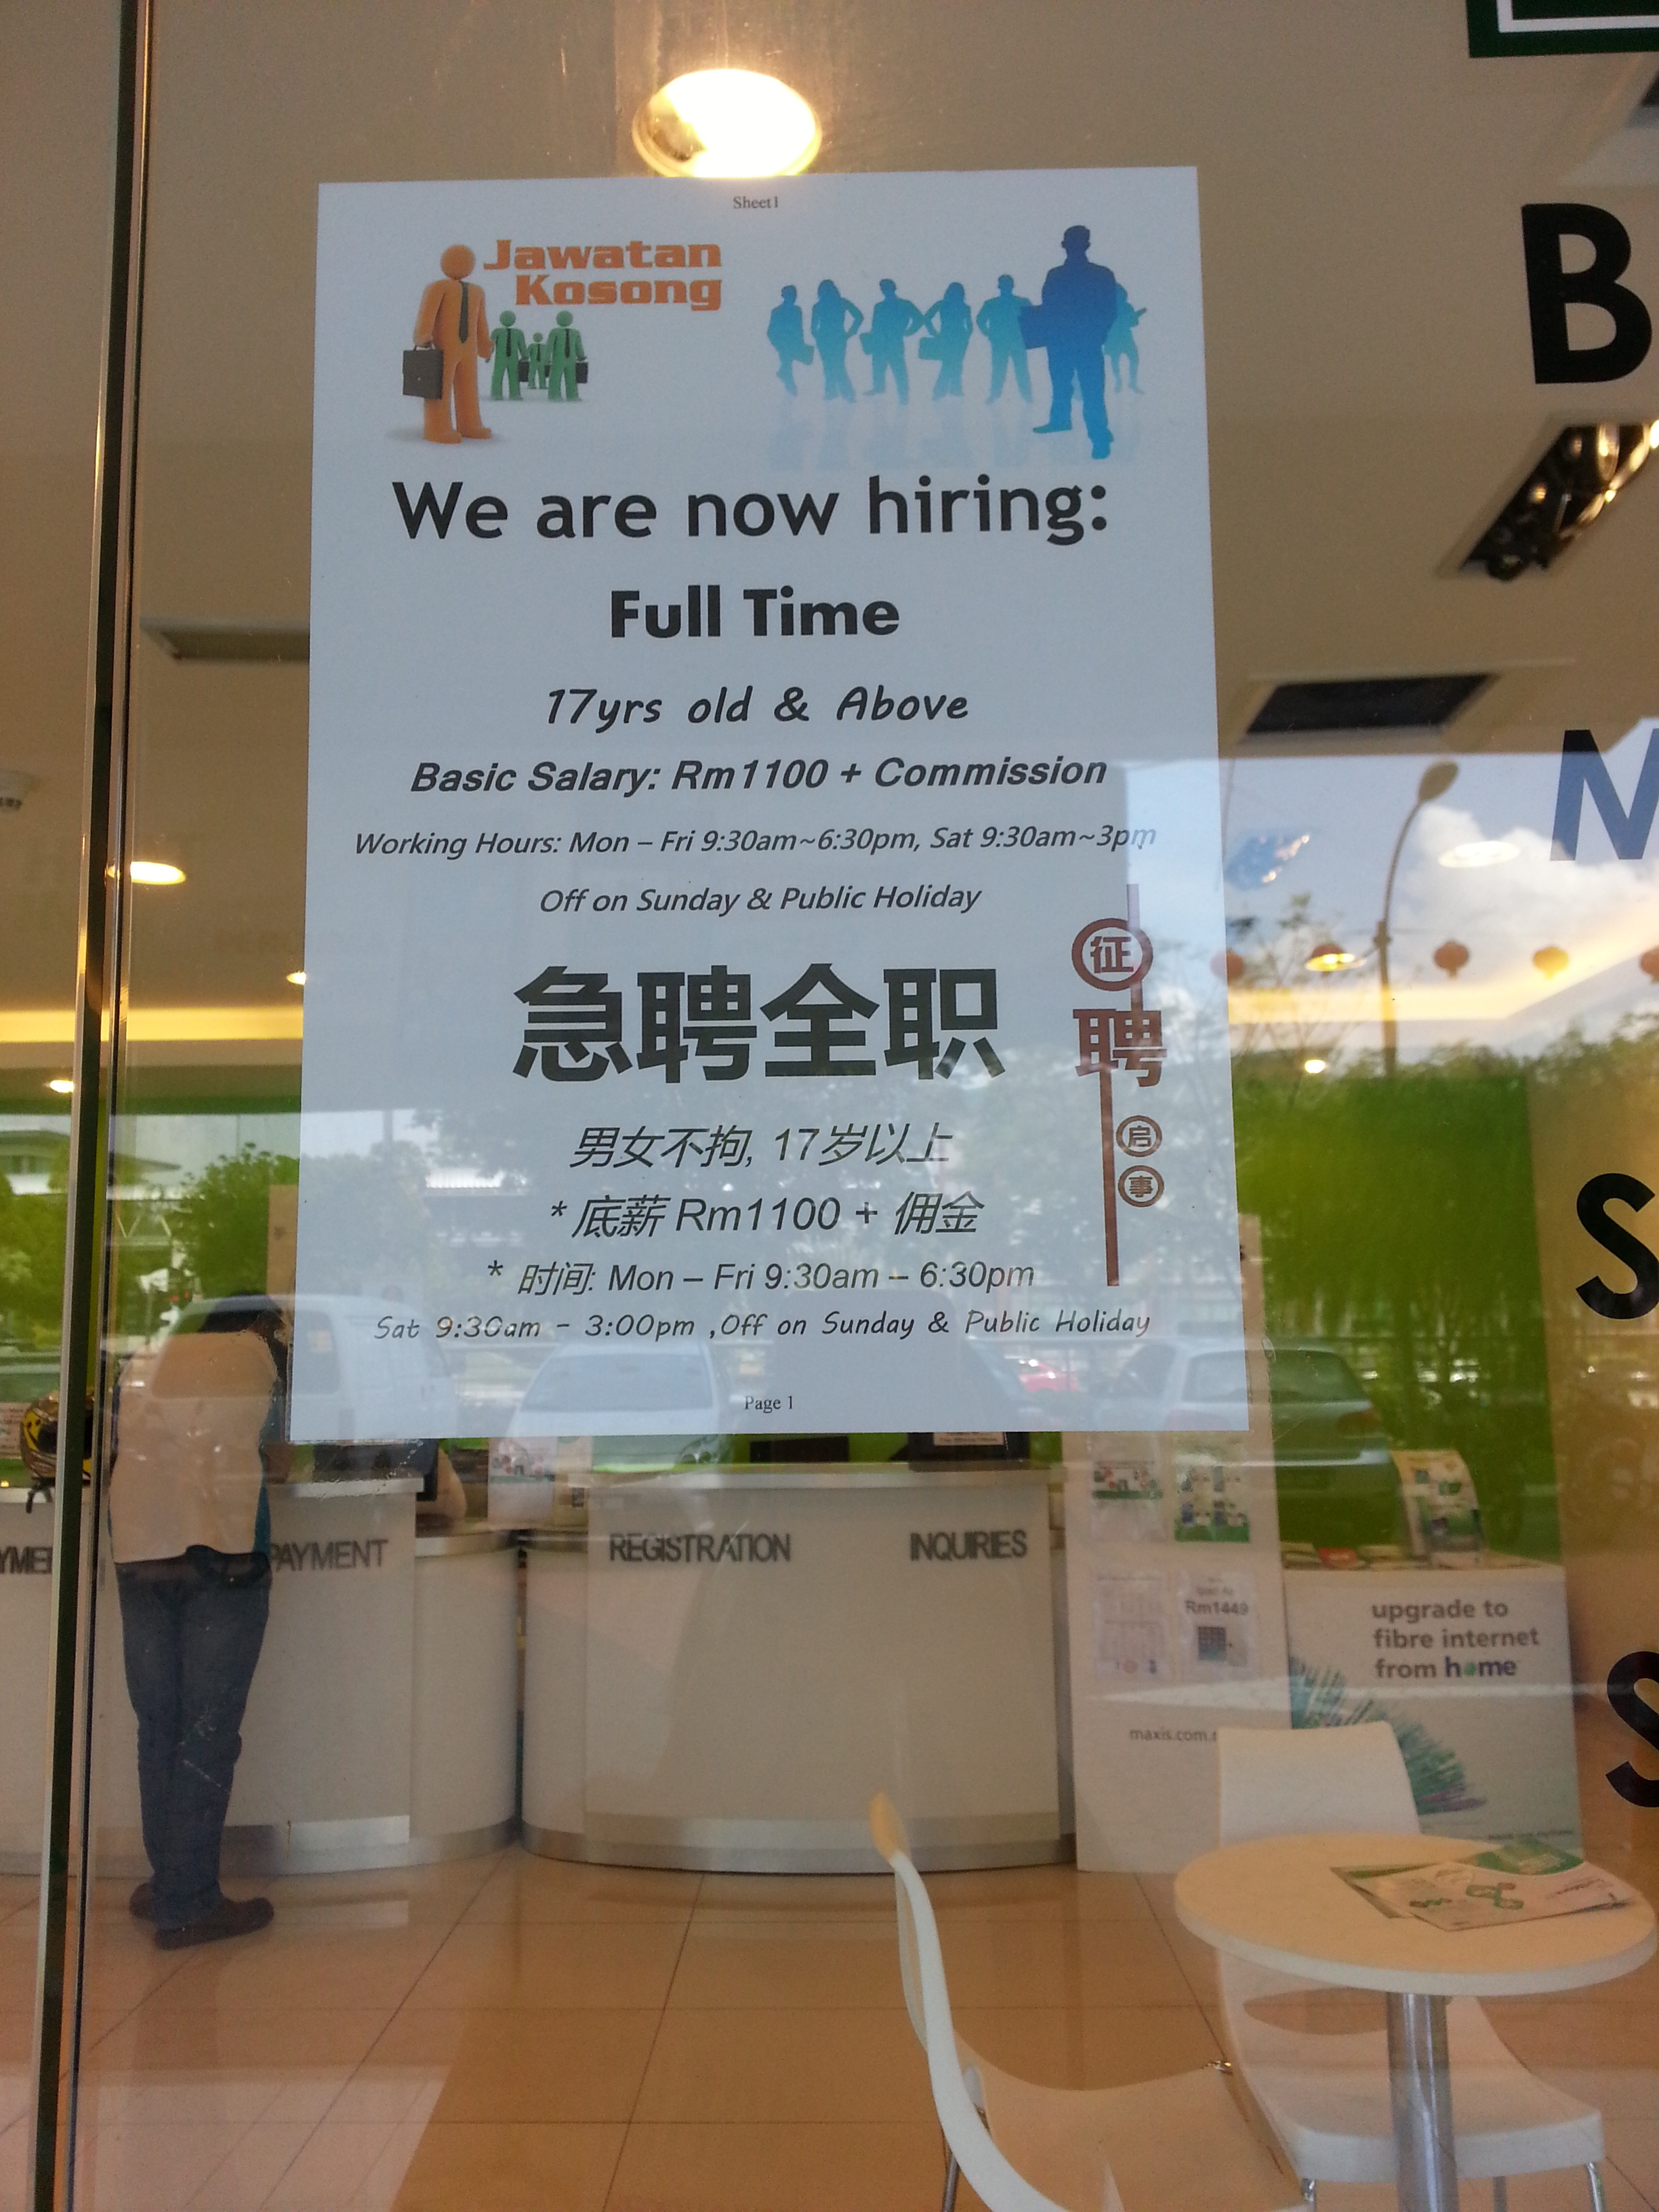 Sheet1
Jawatan
Kosong
We are now hiring:
Full Time
17yrs old & Above
Basic Salary: Rm1100 + Commission
Working Hours: Mon – Fri 9:30am~6:30pm, Sat 9:30am~3pm
Off on Sunday & Public Holiday
急聘全职
征
聘
启
事
男女不拘, 17岁以上
* 底薪 Rm1100 + 佣金
* 时间: Mon – Fri 9:30am – 6:30pm
Sat 9:30am – 3:00pm ,Off on Sunday & Public Holiday
Page 1
B
M
S
S
PAYMENT
REGISTRATION
INQUIRIES
Rm1449
upgrade to
fibre internet
from home
maxis.com.